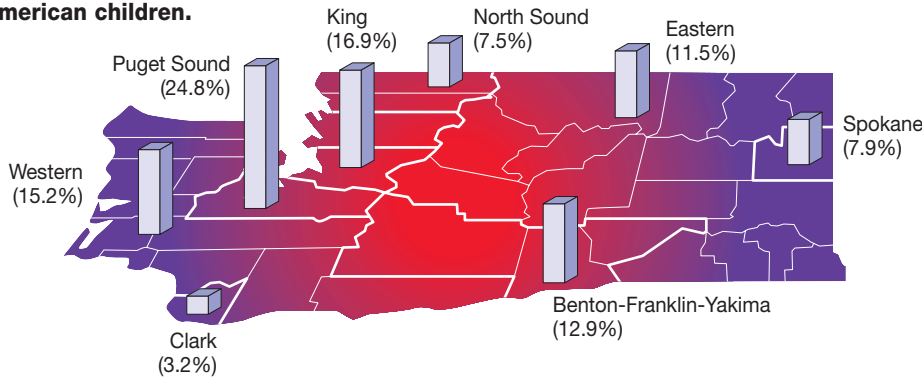 merican children.
King
(16.9%)
North Sound
(7.5%)
Eastern
(11.5%)
Puget Sound
(24.8%)
Spokane
(7.9%)
Western
(15.2%)
Benton-Franklin-Yakima
(12.9%)
Clark
(3.2%)